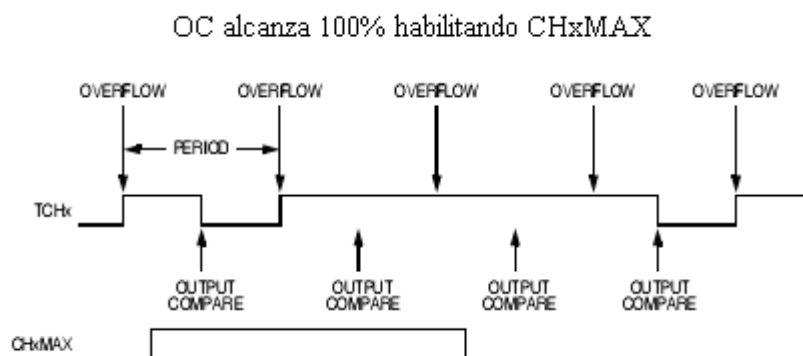 OC alcanza 100% habilitando CHxMAX
OVERFLOW OVERFLOW OVERFLOW OVERFLOW OVERFLOW
PERIOD
TCHx
OUTPUT COMPARE
OUTPUT COMPARE
OUTPUT COMPARE
OUTPUT COMPARE
CHxMAX